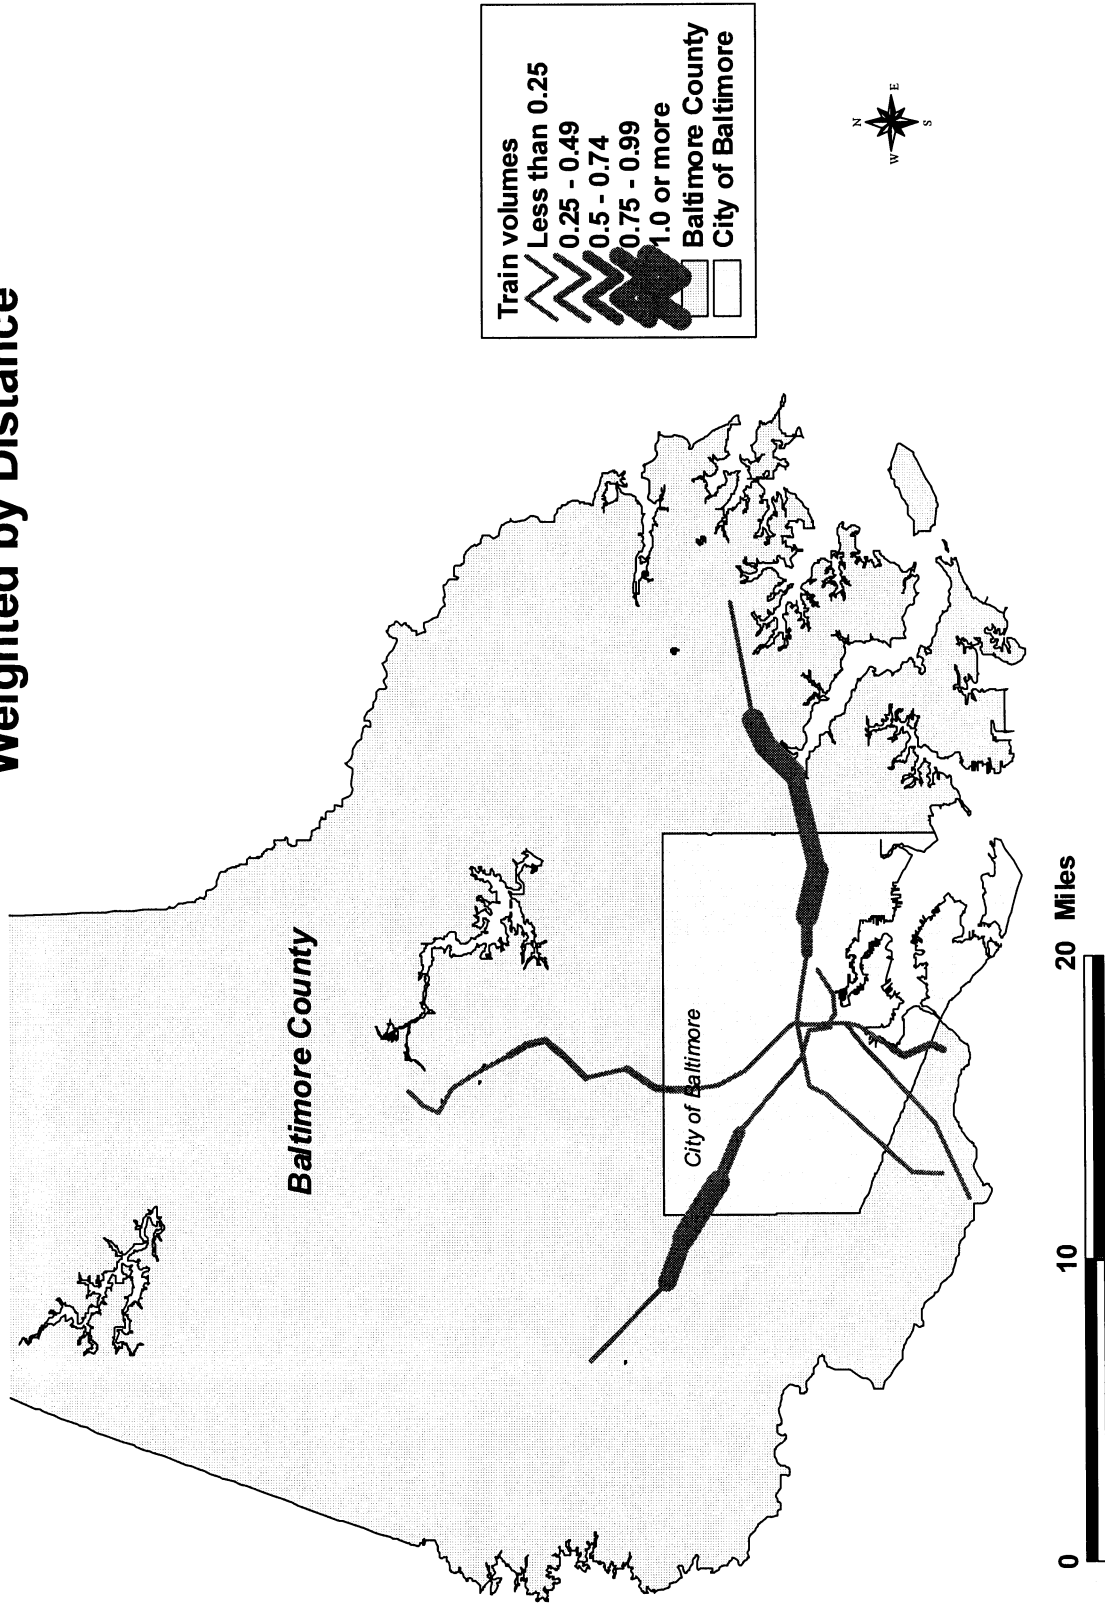 Weighted by Distance
Train volumes
Less than 0.25
0.25 - 0.49
0.5 - 0.74
0.75 - 0.99
1.0 or more
Baltimore County
City of Baltimore
N
W E
S
Baltimore County
City of Baltimore
0 10 20 Miles